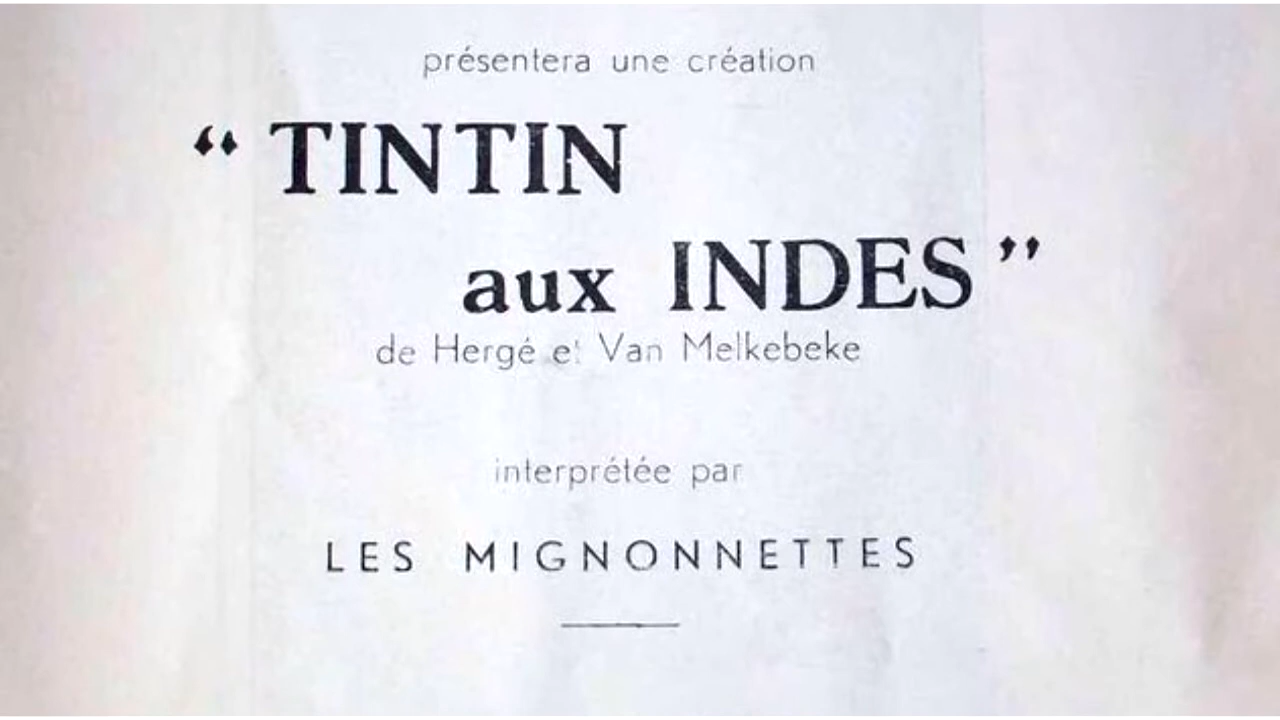 présentera une création
“ TINTIN
aux INDES ”
de Hergé et Van Melkebeke
interprétée par
LES MIGNONNETTES